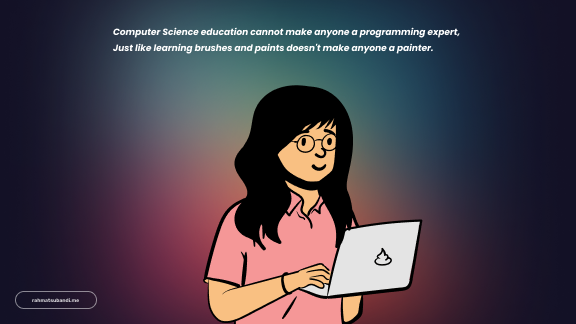 Computer Science education cannot make anyone a programming expert,
Just like learning brushes and paints doesn't make anyone a painter.
rahmatsubandi.me